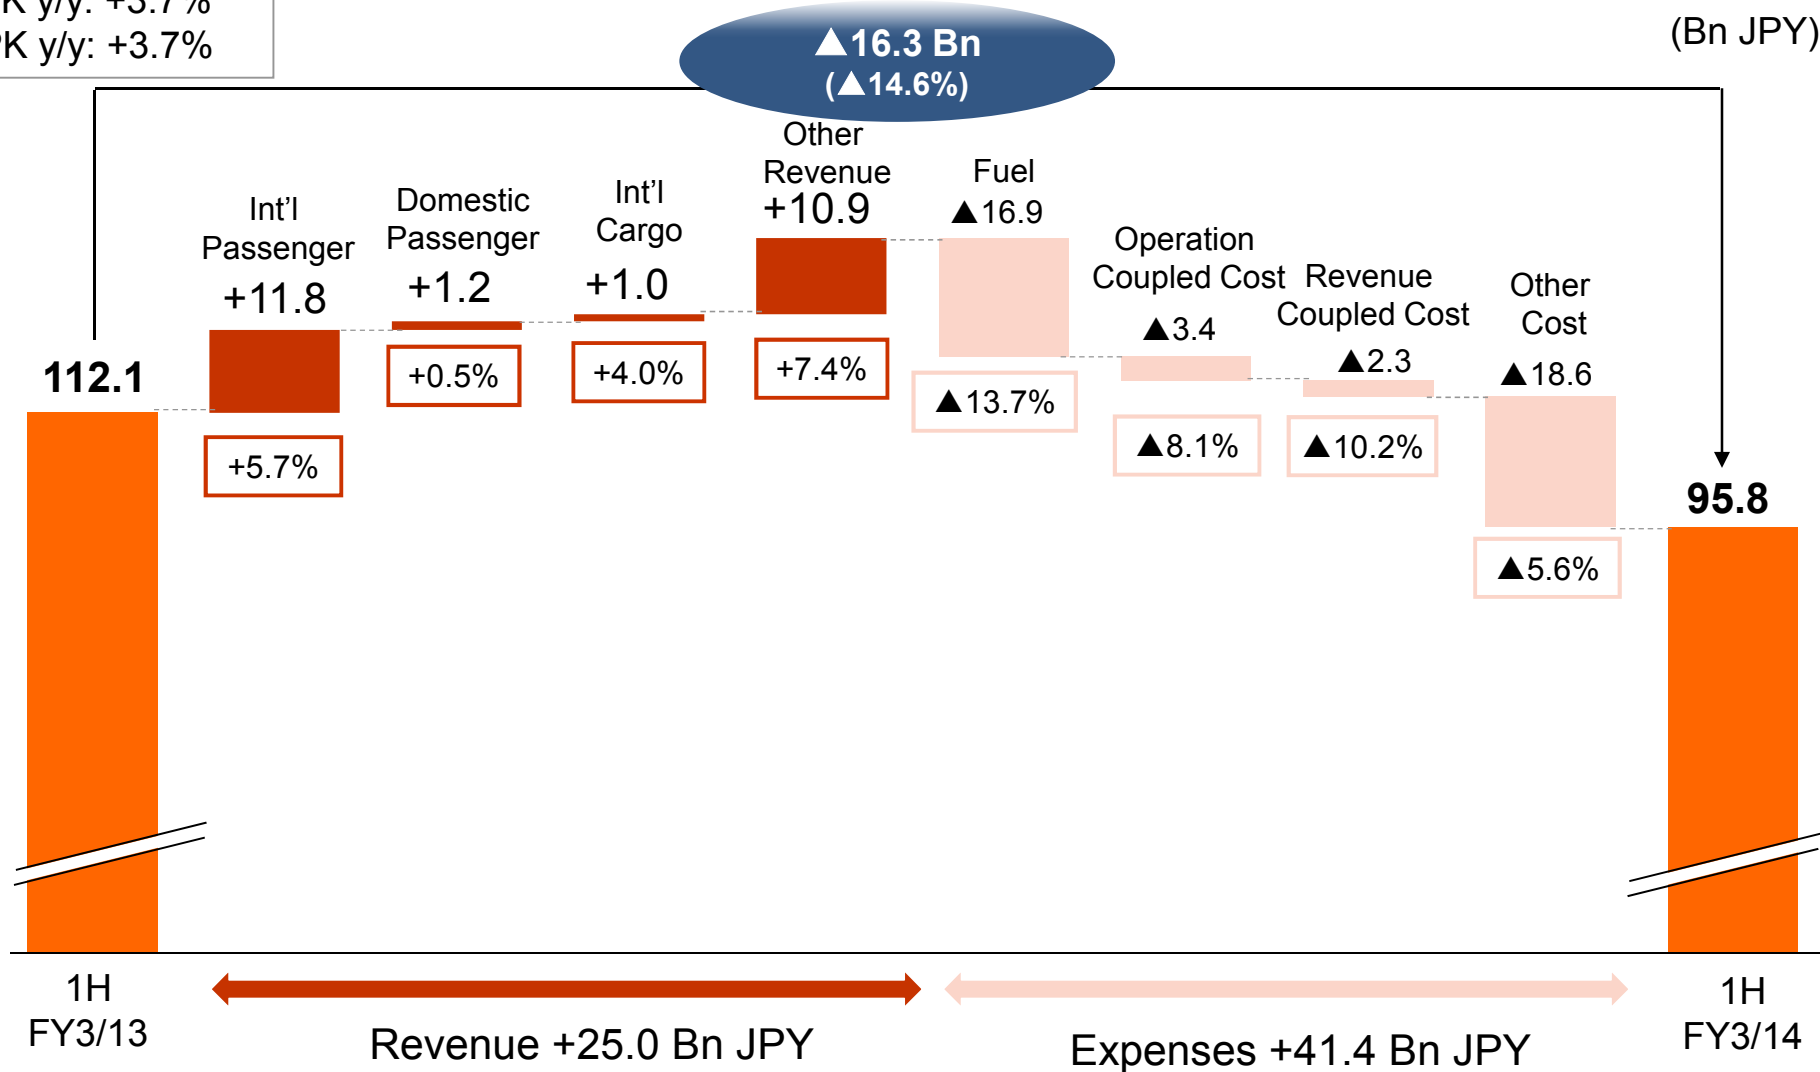 y/y: +3.7%
y/y: +3.7%
▲16.3 Bn
(▲14.6%)
(Bn JPY)
112.1
Int'l
Passenger
+11.8
+5.7%
Domestic
Passenger
+1.2
+0.5%
Int'l
Cargo
+1.0
+4.0%
Other
Revenue
+10.9
+7.4%
Fuel
▲16.9
▲13.7%
Operation
Coupled Cost
▲3.4
▲8.1%
Revenue
Coupled Cost
▲2.3
▲10.2%
Other
Cost
▲18.6
▲5.6%
95.8
1H
FY3/13
Revenue +25.0 Bn JPY
Expenses +41.4 Bn JPY
1H
FY3/14